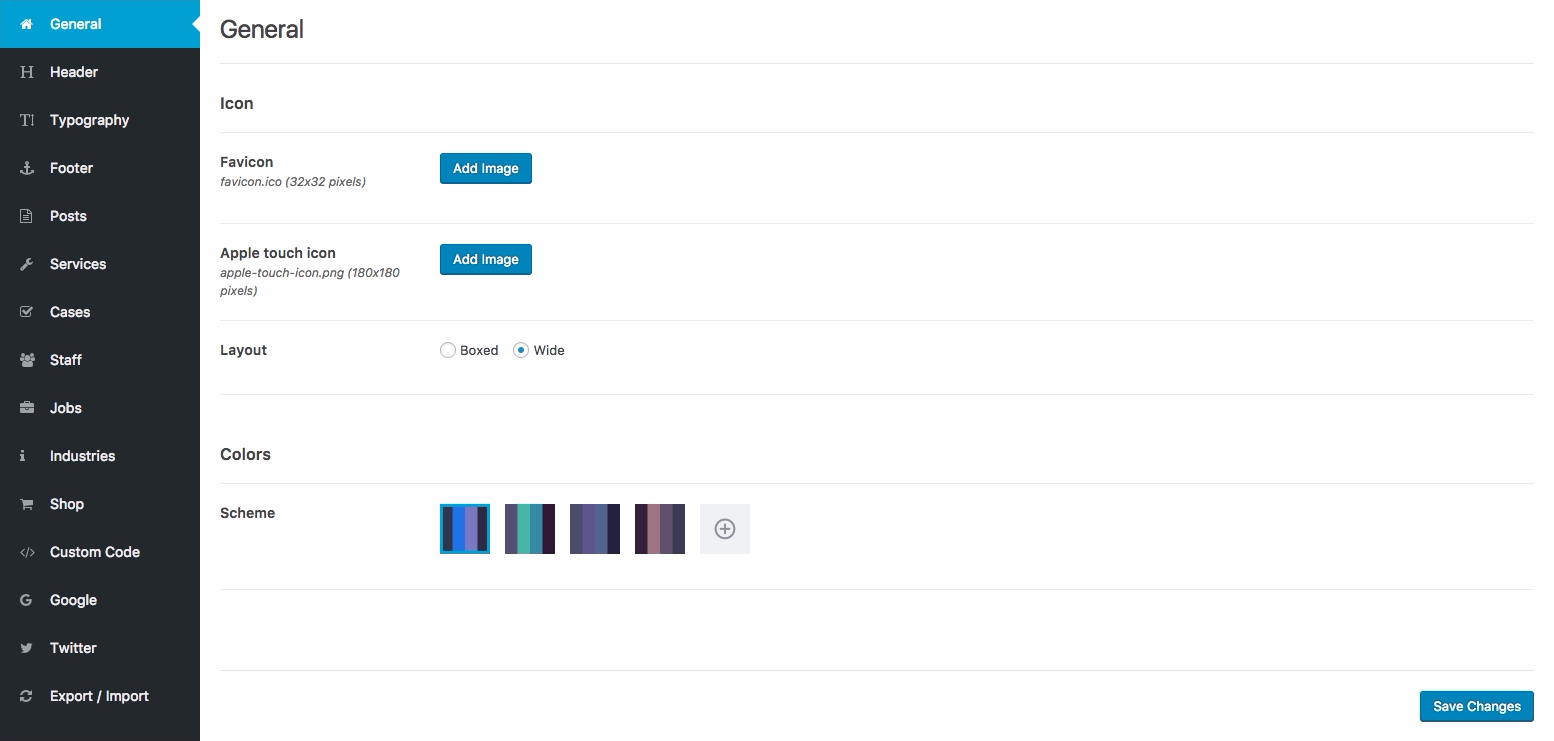 General
Header
Typography
Footer
Posts
Services
Cases
Staff
Jobs
Industries
Shop
Custom Code
Google
Twitter
Export / Import
General
Icon
Favicon
favicon.ico (32x32 pixels)
Add Image
Apple touch icon
apple-touch-icon.png (180x180
pixels)
Add Image
Layout
Boxed
Wide
Colors
Scheme
Save Changes